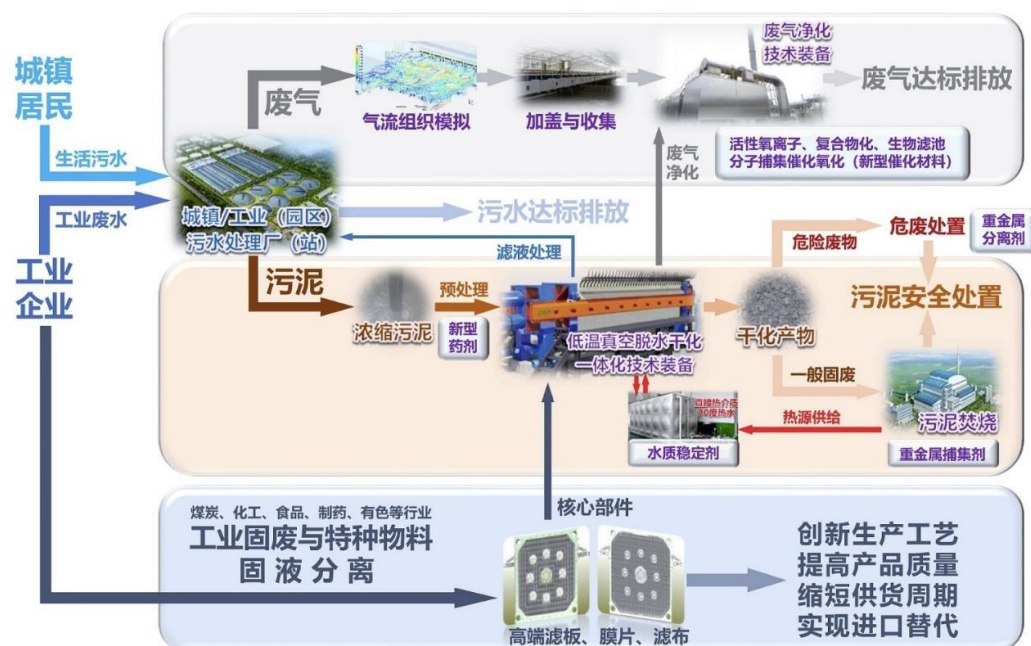 城镇
居民
生活污水
工业废水
工业
企业
废气
气流组织模拟
加盖与收集
废气净化
技术装备
废气达标排放
活性氧离子、复合物化、生物滤池
分子捕集催化氧化（新型催化材料）
废气
净化
城镇/工业（园区）
污水处理厂（站）
污水达标排放
滤液处理
污泥
浓缩污泥
预处理
新型
药剂
低温真空脱水干化
一体化技术装备
干化产物
危险废物
危废处置
重金属
分离剂
污泥安全处置
一般固废
污泥焚烧
重金属捕集剂
热源供给
直接热介质
水质稳定剂
煤炭、化工、食品、制药、有色等行业
工业固废与特种物料
固液分离
核心部件
高端滤板、膜片、滤布
创新生产工艺
提高产品质量
缩短供货周期
实现进口替代